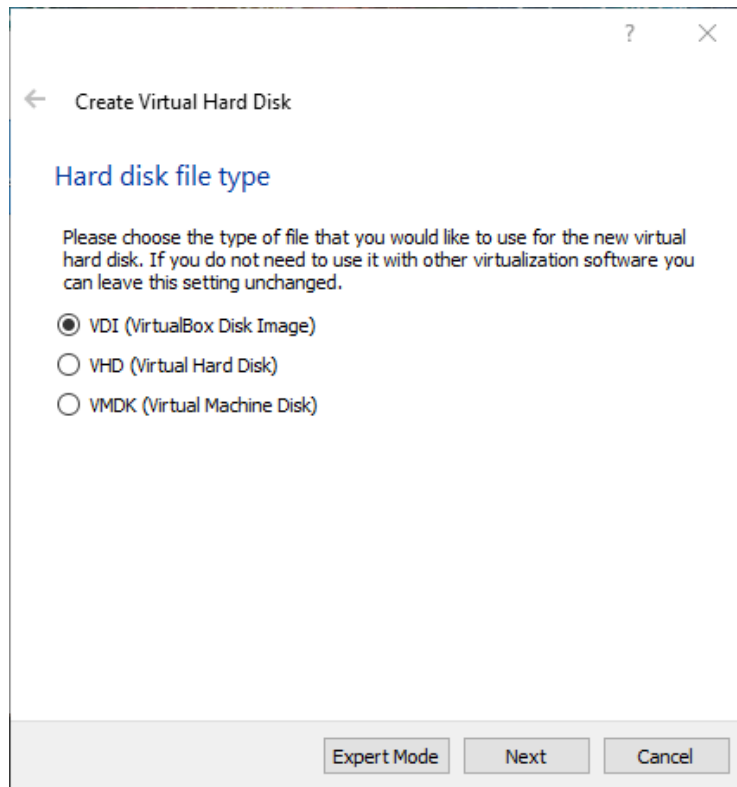 ?
Create Virtual Hard Disk
Hard disk file type
Please choose the type of file that you would like to use for the new virtual
hard disk. If you do not need to use it with other virtualization software you
can leave this setting unchanged.
VDI (VirtualBox Disk Image)
VHD (Virtual Hard Disk)
VMDK (Virtual Machine Disk)
Expert Mode Next Cancel